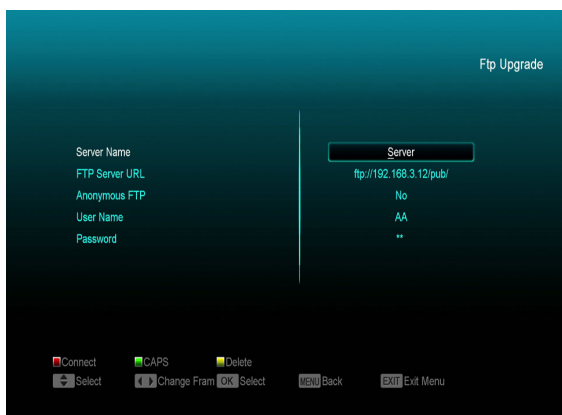 Ftp Upgrade
Server Name Server
FTP Server URL ftp://192.168.3.12/pub/
Anonymous FTP No
User Name AA
Password **
Connect CAPS Delete
Select Change Fram OK Select MENU Back EXIT Exit Menu